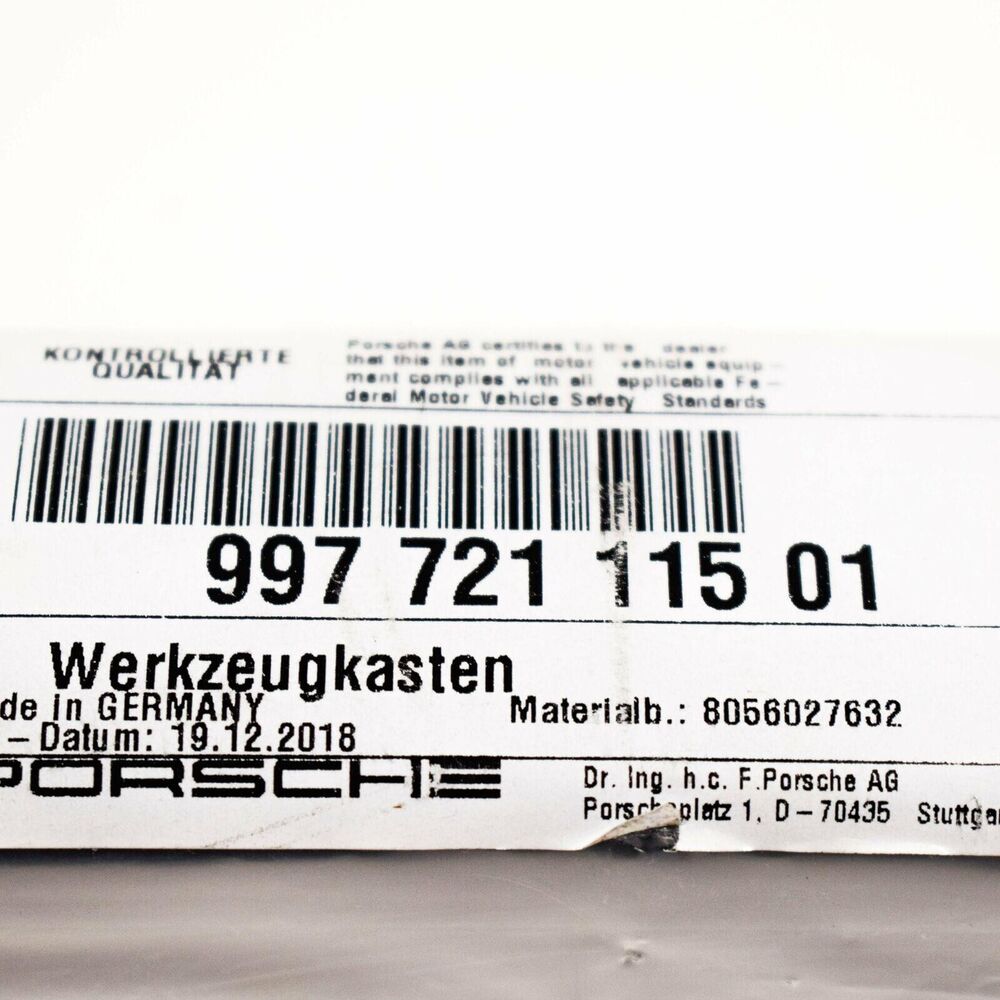 KONTROLLIERTE
QUALITÄT
Porsche AG certifies to the dealer
that this item of motor vehicle equip-
ment complies with all applicable Fe-
deral Motor Vehicle Safety Standards
997 721 115 01
Werkzeugkasten
de in GERMANY
Materialb.: 8056027632
– Datum: 19.12.2018
PORSCHE
Dr. Ing. h.c. F.Porsche AG
Porscheplatz 1, D–70435 Stuttga